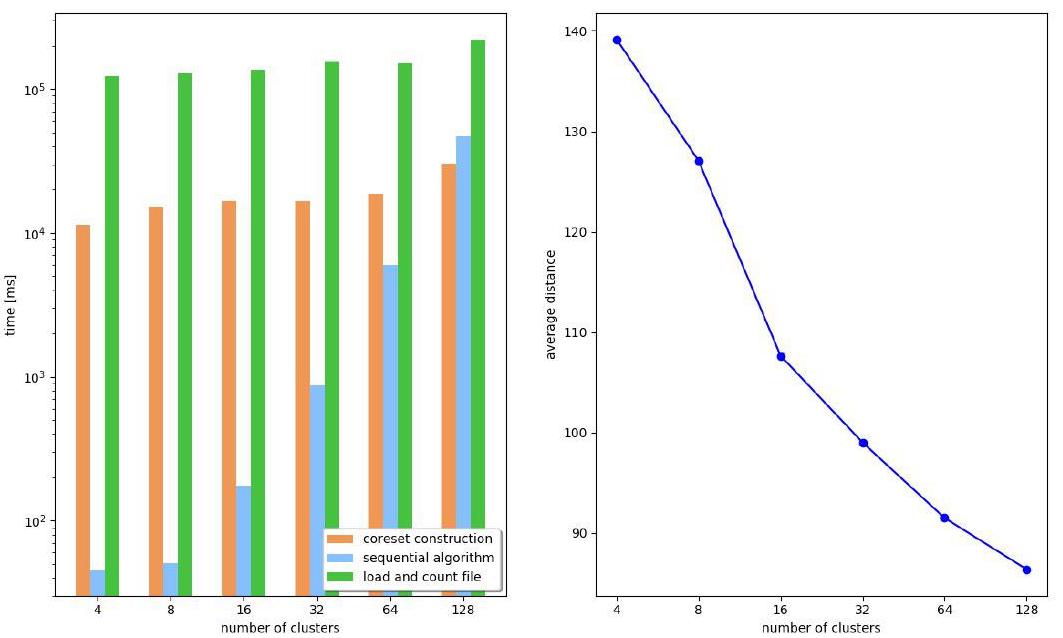 time [ms]
10^5
10^4
10^3
10^2
4 8 16 32 64 128
number of clusters
coreset construction
sequential algorithm
load and count file
average distance
140
130
120
110
100
90
4 8 16 32 64 128
number of clusters